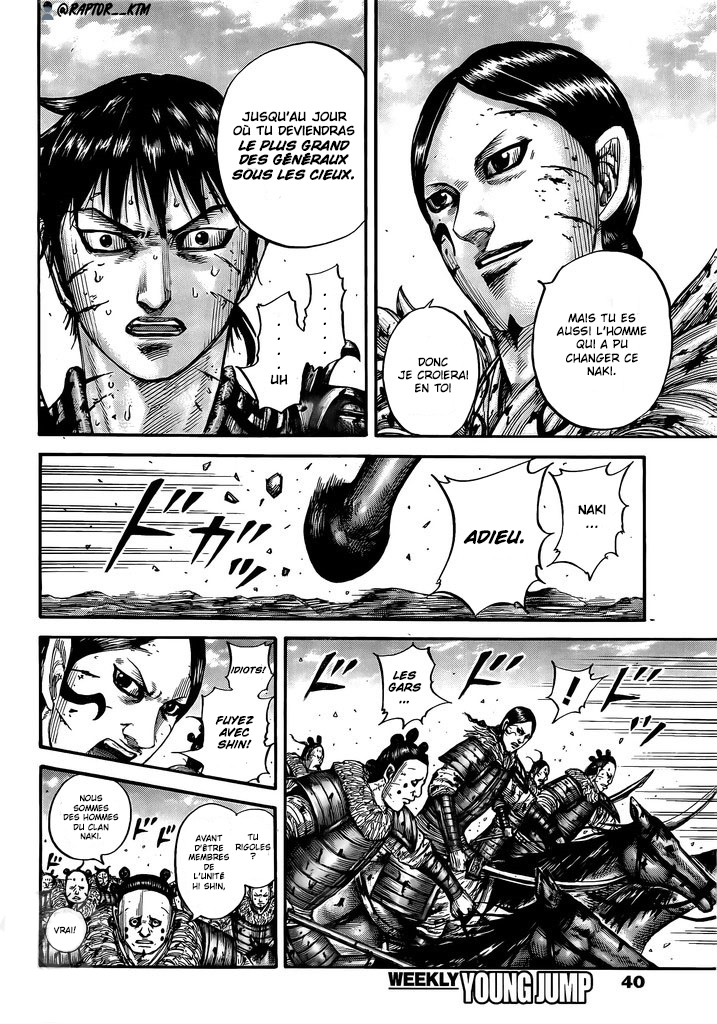 @RAPTOR__KTM
MAIS TU ES
AUSSI L'HOMME
QUI A PU
CHANGER CE
NAKI.
DONC
JE CROIERAI
EN TOI
JUSQU'AU JOUR
OÙ TU DEVIENDRAS
LE PLUS GRAND
DES GÉNÉRAUX
SOUS LES CIEUX.
......
......
UH
NAKI
...
ADIEU.
ドガッ
!
LES
GARS
...
ドドド
IDIOTS!
FUYEZ
AVEC
SHIN!
TU
RIGOLES
?
AVANT
D'ÊTRE
MEMBRES
DE
L'UNITÉ
HI SHIN,
NOUS
SOMMES
DES HOMMES
DU CLAN
NAKI.
VRAI!
ドドド
WEEKLY YOUNG JUMP 40